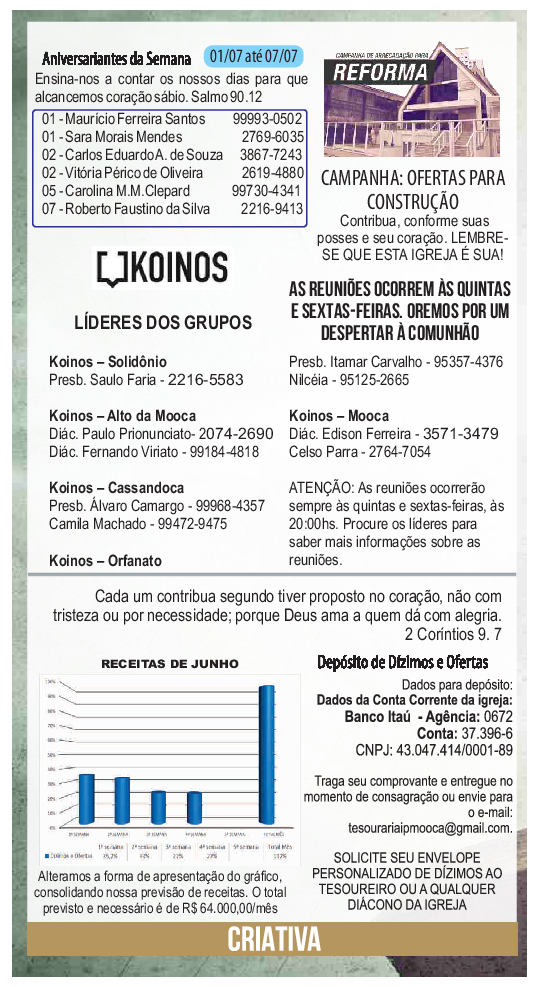 Aniversariantes da Semana 01/07 até 07/07
Ensina-nos a contar os nossos dias para que
alcancemos coração sábio. Salmo 90.12
01 - Maurício Ferreira Santos 99993-0502
01 - Sara Morais Mendes 2769-6035
02 - Carlos Eduardo A. de Souza 3867-7243
02 - Vitória Périco de Oliveira 2619-4880
05 - Carolina M.M.Clepard 99730-4341
07 - Roberto Faustino da Silva 2216-9413
CAMPANHA DE ARRECADAÇÃO PARA
REFORMA
CAMPANHA: OFERTAS PARA
CONSTRUÇÃO
Contribua, conforme suas
posses e seu coração. LEMBRE-
SE QUE ESTA IGREJA É SUA!
KOINOS
LÍDERES DOS GRUPOS
Koinos – Solidônio
Presb. Saulo Faria - 2216-5583
Koinos – Alto da Mooca
Diác. Paulo Prionunciato- 2074-2690
Diác. Fernando Viriato - 99184-4818
Koinos – Cassandoca
Presb. Álvaro Camargo - 99968-4357
Camila Machado - 99472-9475
Koinos – Orfanato
AS REUNIÕES OCORREM ÀS QUINTAS
E SEXTAS-FEIRAS. OREMOS POR UM
DESPERTAR À COMUNHÃO
Presb. Itamar Carvalho - 95357-4376
Nilcéia - 95125-2665
Koinos – Mooca
Diác. Edison Ferreira - 3571-3479
Celso Parra - 2764-7054
ATENÇÃO: As reuniões ocorrerão
sempre às quintas e sextas-feiras, às
20:00hs. Procure os líderes para
saber mais informações sobre as
reuniões.
Cada um contribua segundo tiver proposto no coração, não com
tristeza ou por necessidade; porque Deus ama a quem dá com alegria.
2 Coríntios 9. 7
RECEITAS DE JUNHO
100%
90%
80%
70%
60%
50%
40%
30%
20%
10%
0%
1ª semana 2ª semana 3ª semana 4ª semana 5ª semana Total Mês
Dízimos e Ofertas
Alteramos a forma de apresentação do gráfico,
consolidando nossa previsão de receitas. O total
previsto e necessário é de R$ 64.000,00/mês
Depósito de Dízimos e Ofertas
Dados para depósito:
Dados da Conta Corrente da igreja:
Banco Itaú - Agência: 0672
Conta: 37.396-6
CNPJ: 43.047.414/0001-89
Traga seu comprovante e entregue no
momento de consagração ou envie para
o e-mail:
tesourariaipmooca@gmail.com.
SOLICITE SEU ENVELOPE
PERSONALIZADO DE DÍZIMOS AO
TESOUREIRO OU A QUALQUER
DIÁCONO DA IGREJA
CRIATIVA